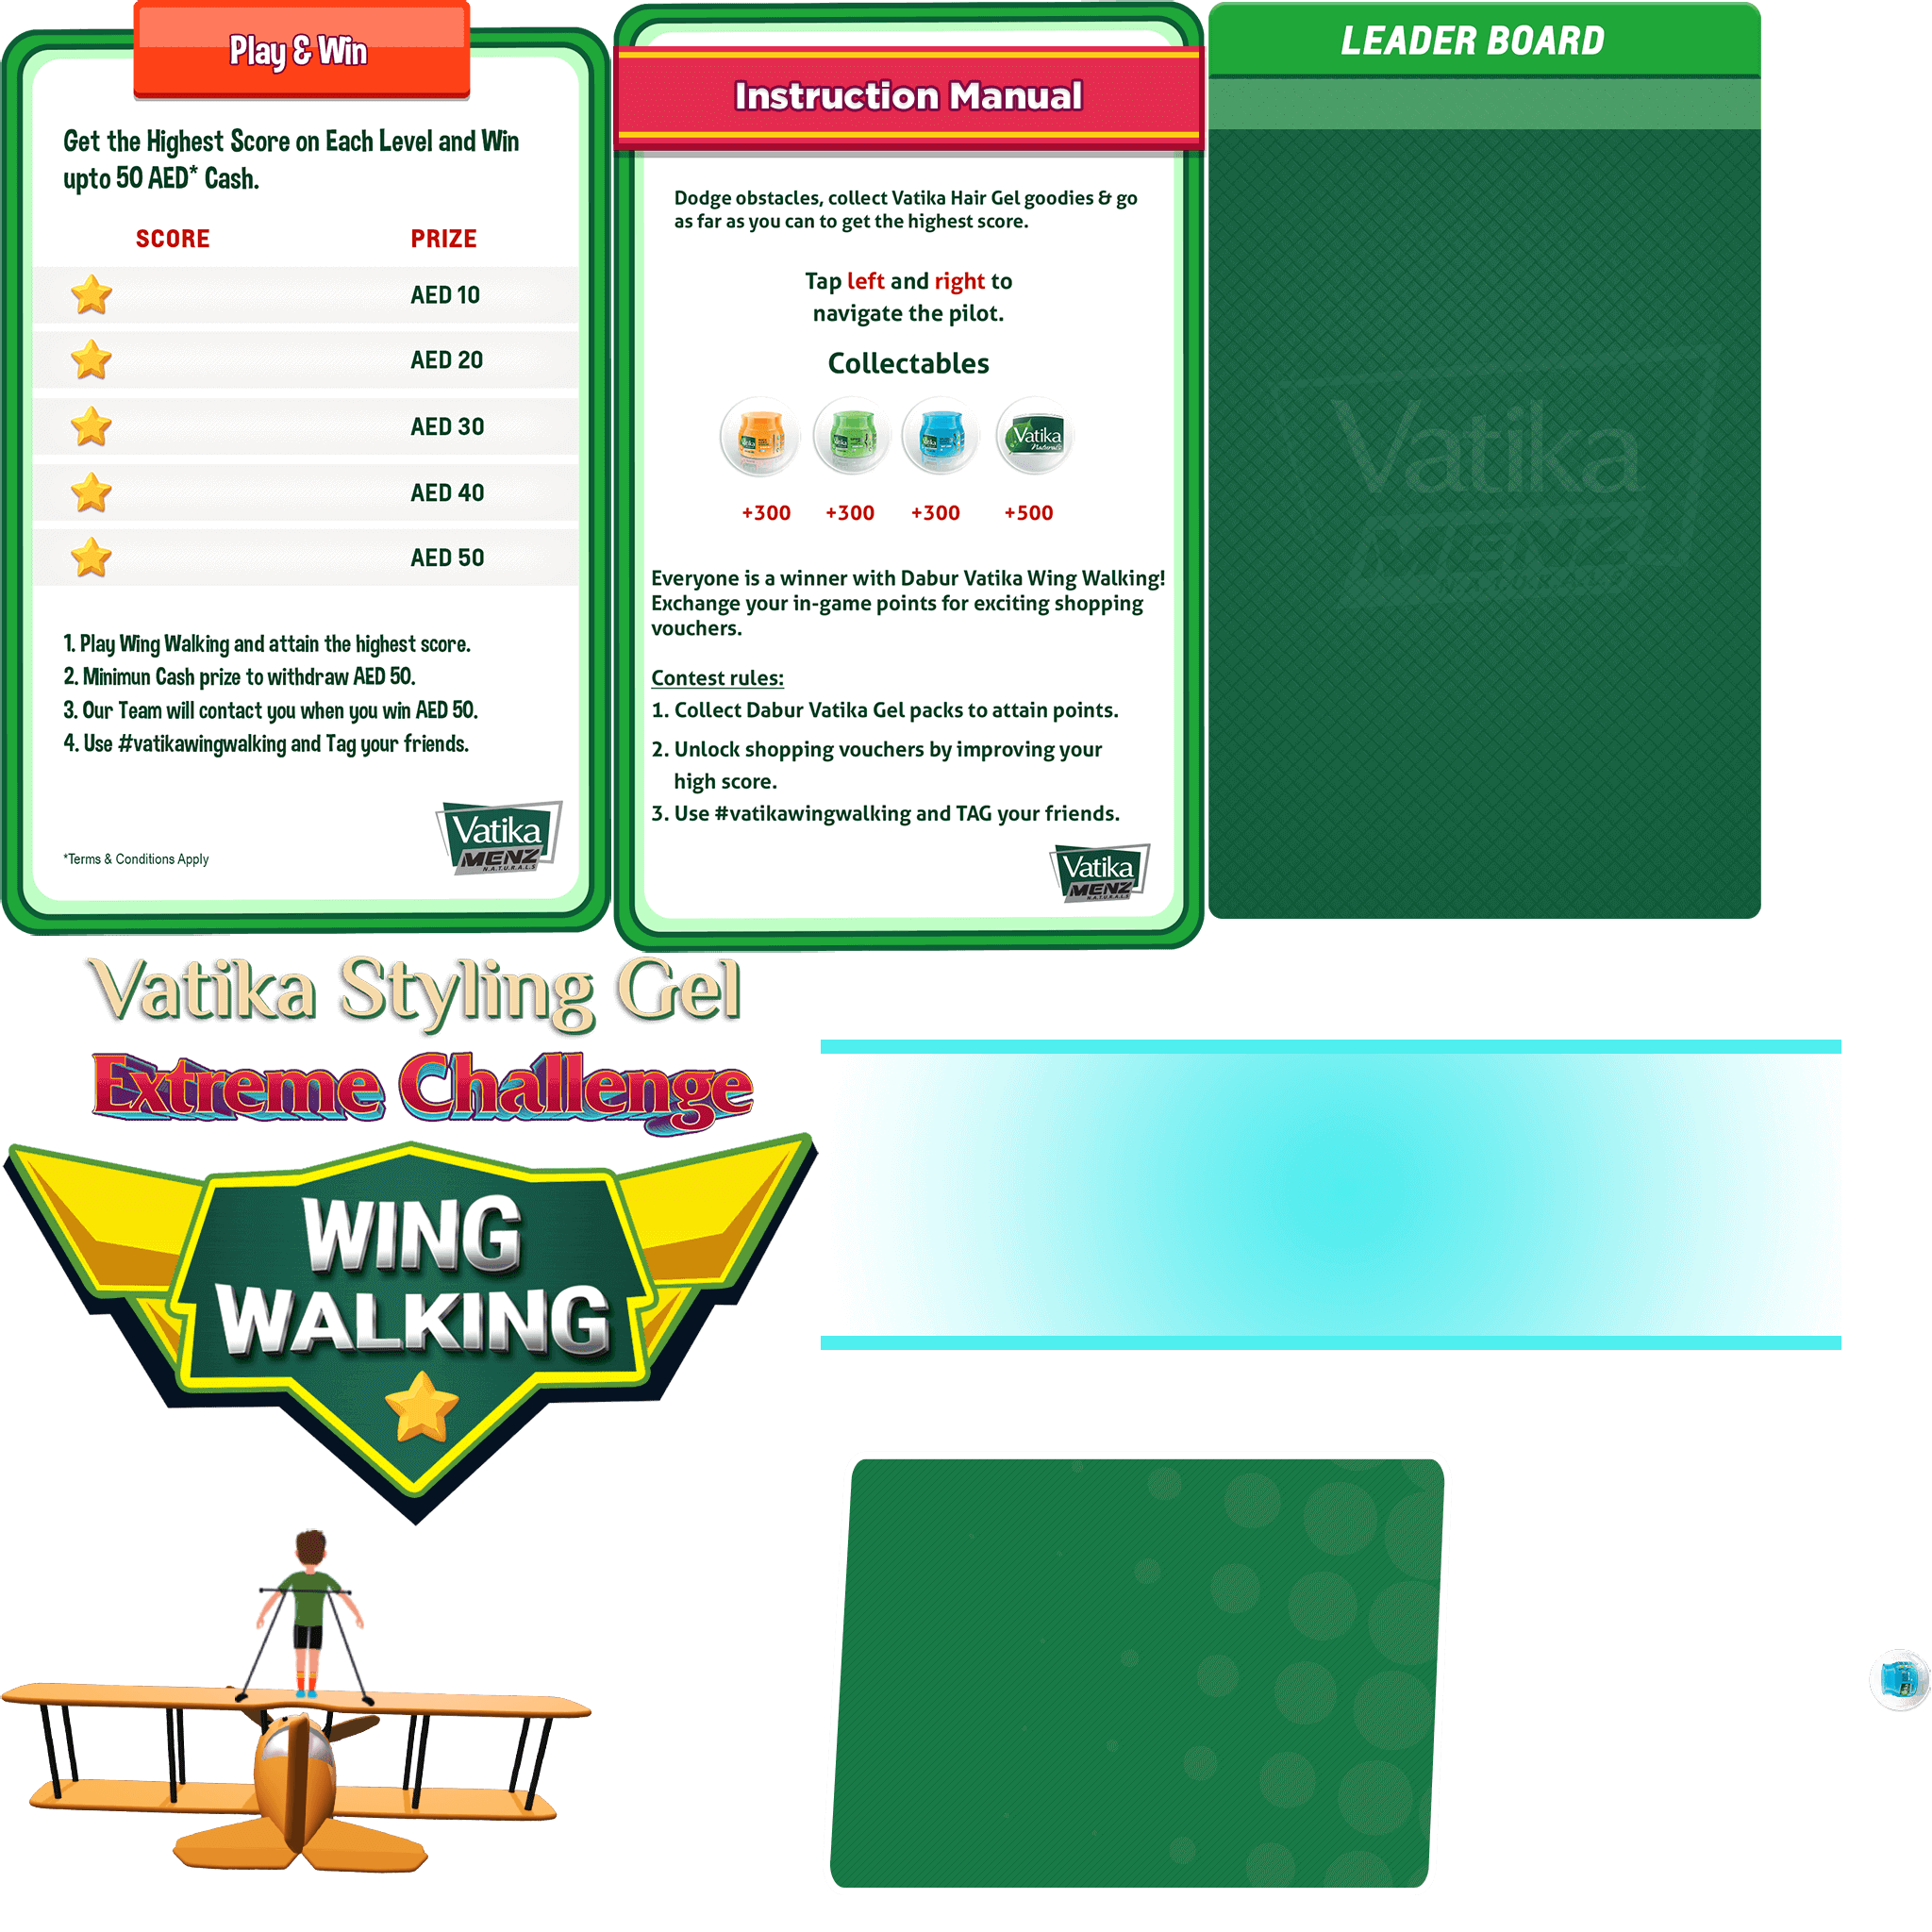 Play & Win
Get the Highest Score on Each Level and Win
upto 50 AED* Cash.
SCORE PRIZE
AED 10
AED 20
AED 30
AED 40
AED 50
1. Play Wing Walking and attain the highest score.
2. Minimun Cash prize to withdraw AED 50.
3. Our Team will contact you when you win AED 50.
4. Use #vatikawingwalking and Tag your friends.
Vatika
MENZ
N.A.T.U.R.A.L.S
*Terms & Conditions Apply
Instruction Manual
Dodge obstacles, collect Vatika Hair Gel goodies & go
as far as you can to get the highest score.
Tap left and right to
navigate the pilot.
Collectables
Vatika
Naturals
+300 +300 +300 +500
Everyone is a winner with Dabur Vatika Wing Walking!
Exchange your in-game points for exciting shopping
vouchers.
Contest rules:
1. Collect Dabur Vatika Gel packs to attain points.
2. Unlock shopping vouchers by improving your
high score.
3. Use #vatikawingwalking and TAG your friends.
Vatika
MENZ
N.A.T.U.R.A.L.S
LEADER BOARD
Vatika
MENZ
Vatika Styling Gel
Extreme Challenge
WING
WALKING